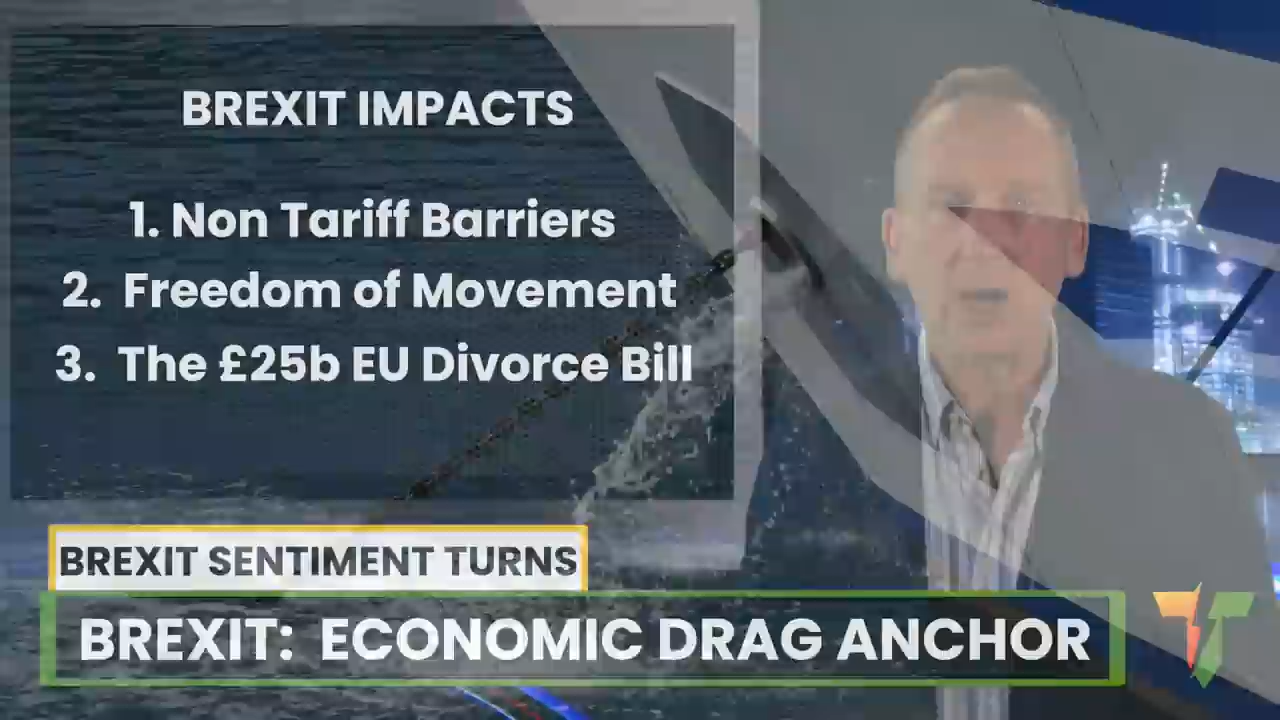 BREXIT IMPACTS
1. Non Tariff Barriers
2. Freedom of Movement
3. The £25b EU Divorce Bill
BREXIT SENTIMENT TURNS
BREXIT: ECONOMIC DRAG ANCHOR